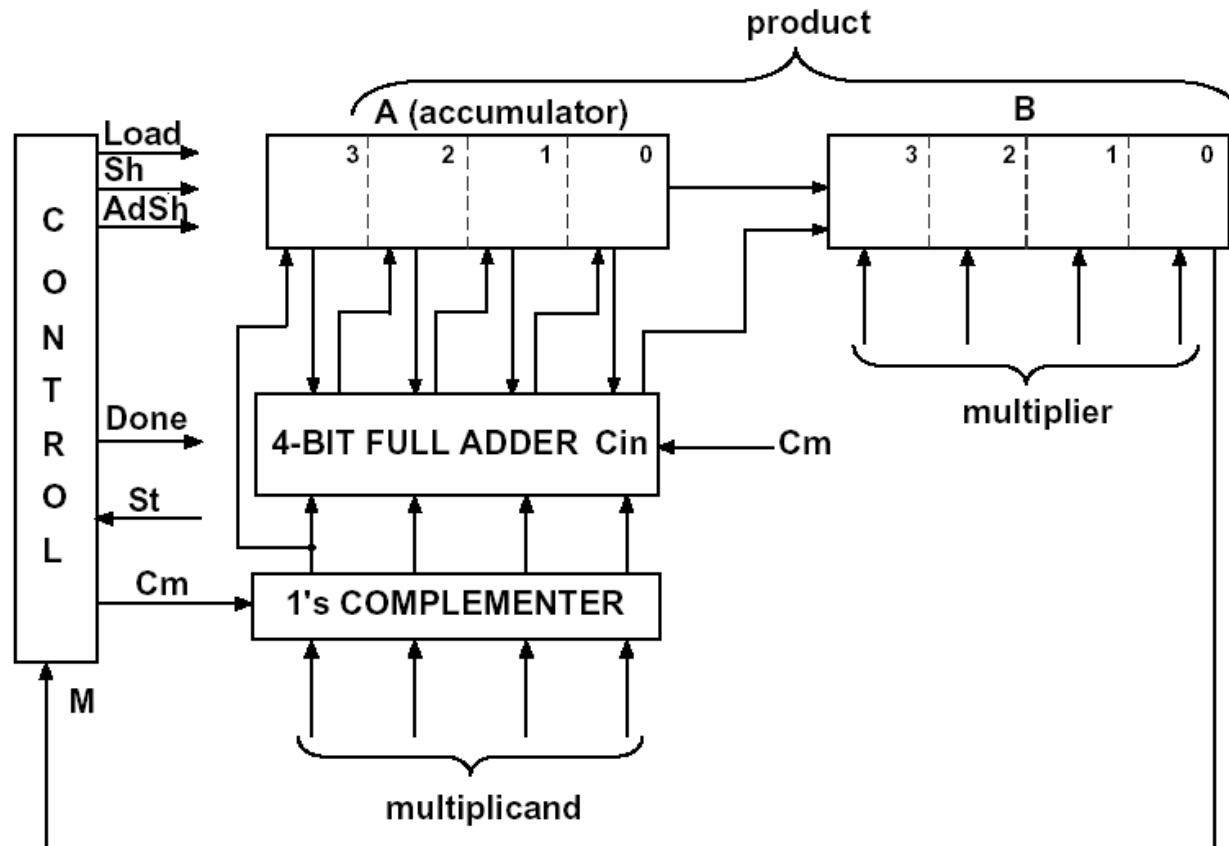 product
A (accumulator)
B
Load
Sh
AdSh
3 2 1 0
3 2 1 0
CONTROL
Done
4-BIT FULL ADDER Cin
Cm
multiplier
St
Cm
1's COMPLEMENTER
M
multiplicand